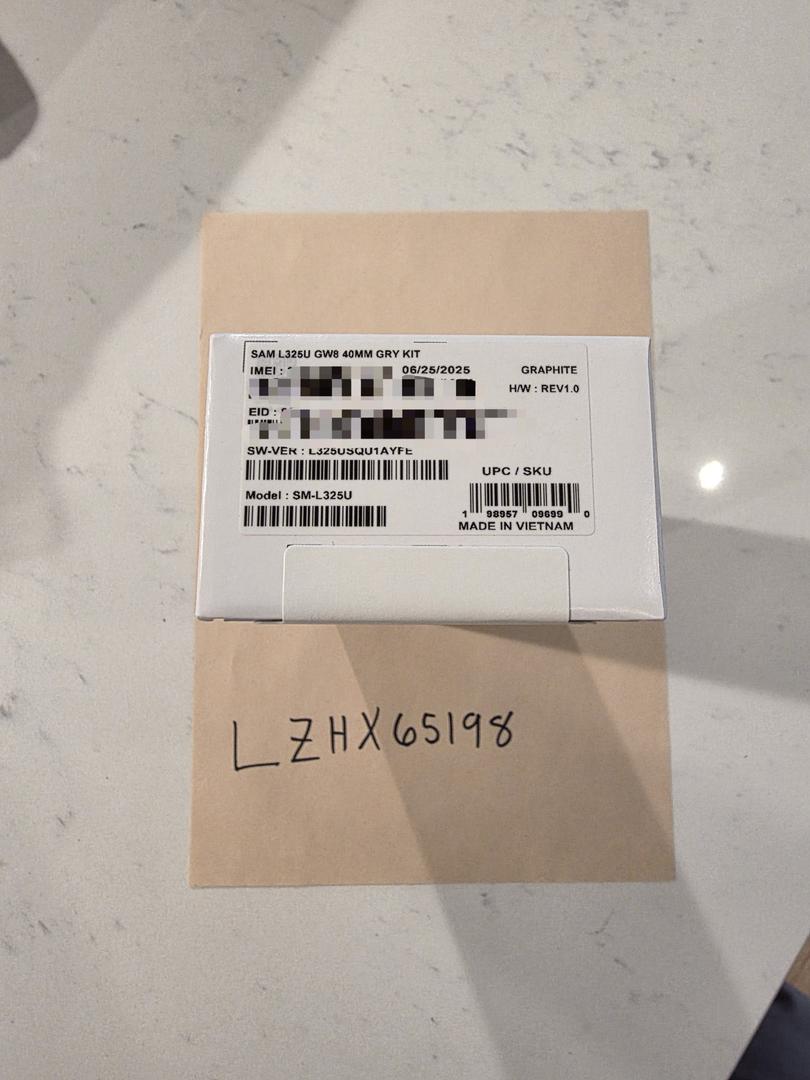 SAM L325U GW8 40MM GRY KIT
IMEI : 06/25/2025
GRAPHITE
H/W : REV1.0
EID :
SW-VER : L325USQU1AYFE
UPC / SKU
Model : SM-L325U
1 98957 09699 0
MADE IN VIETNAM
LZHX65198